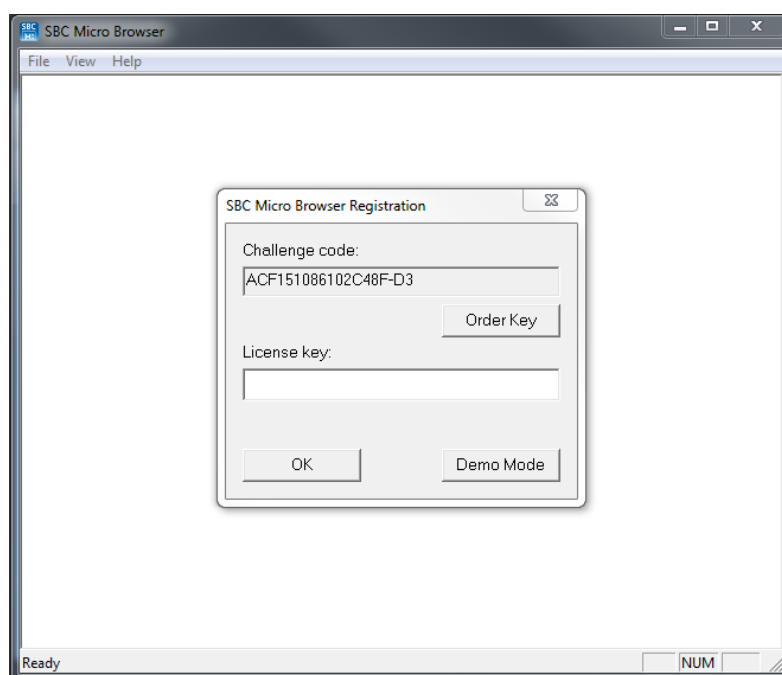 SBC Micro Browser
File View Help
SBC Micro Browser Registration
Challenge code:
ACF151086102C48F-D3
Order Key
License key:
OK Demo Mode
Ready NUM